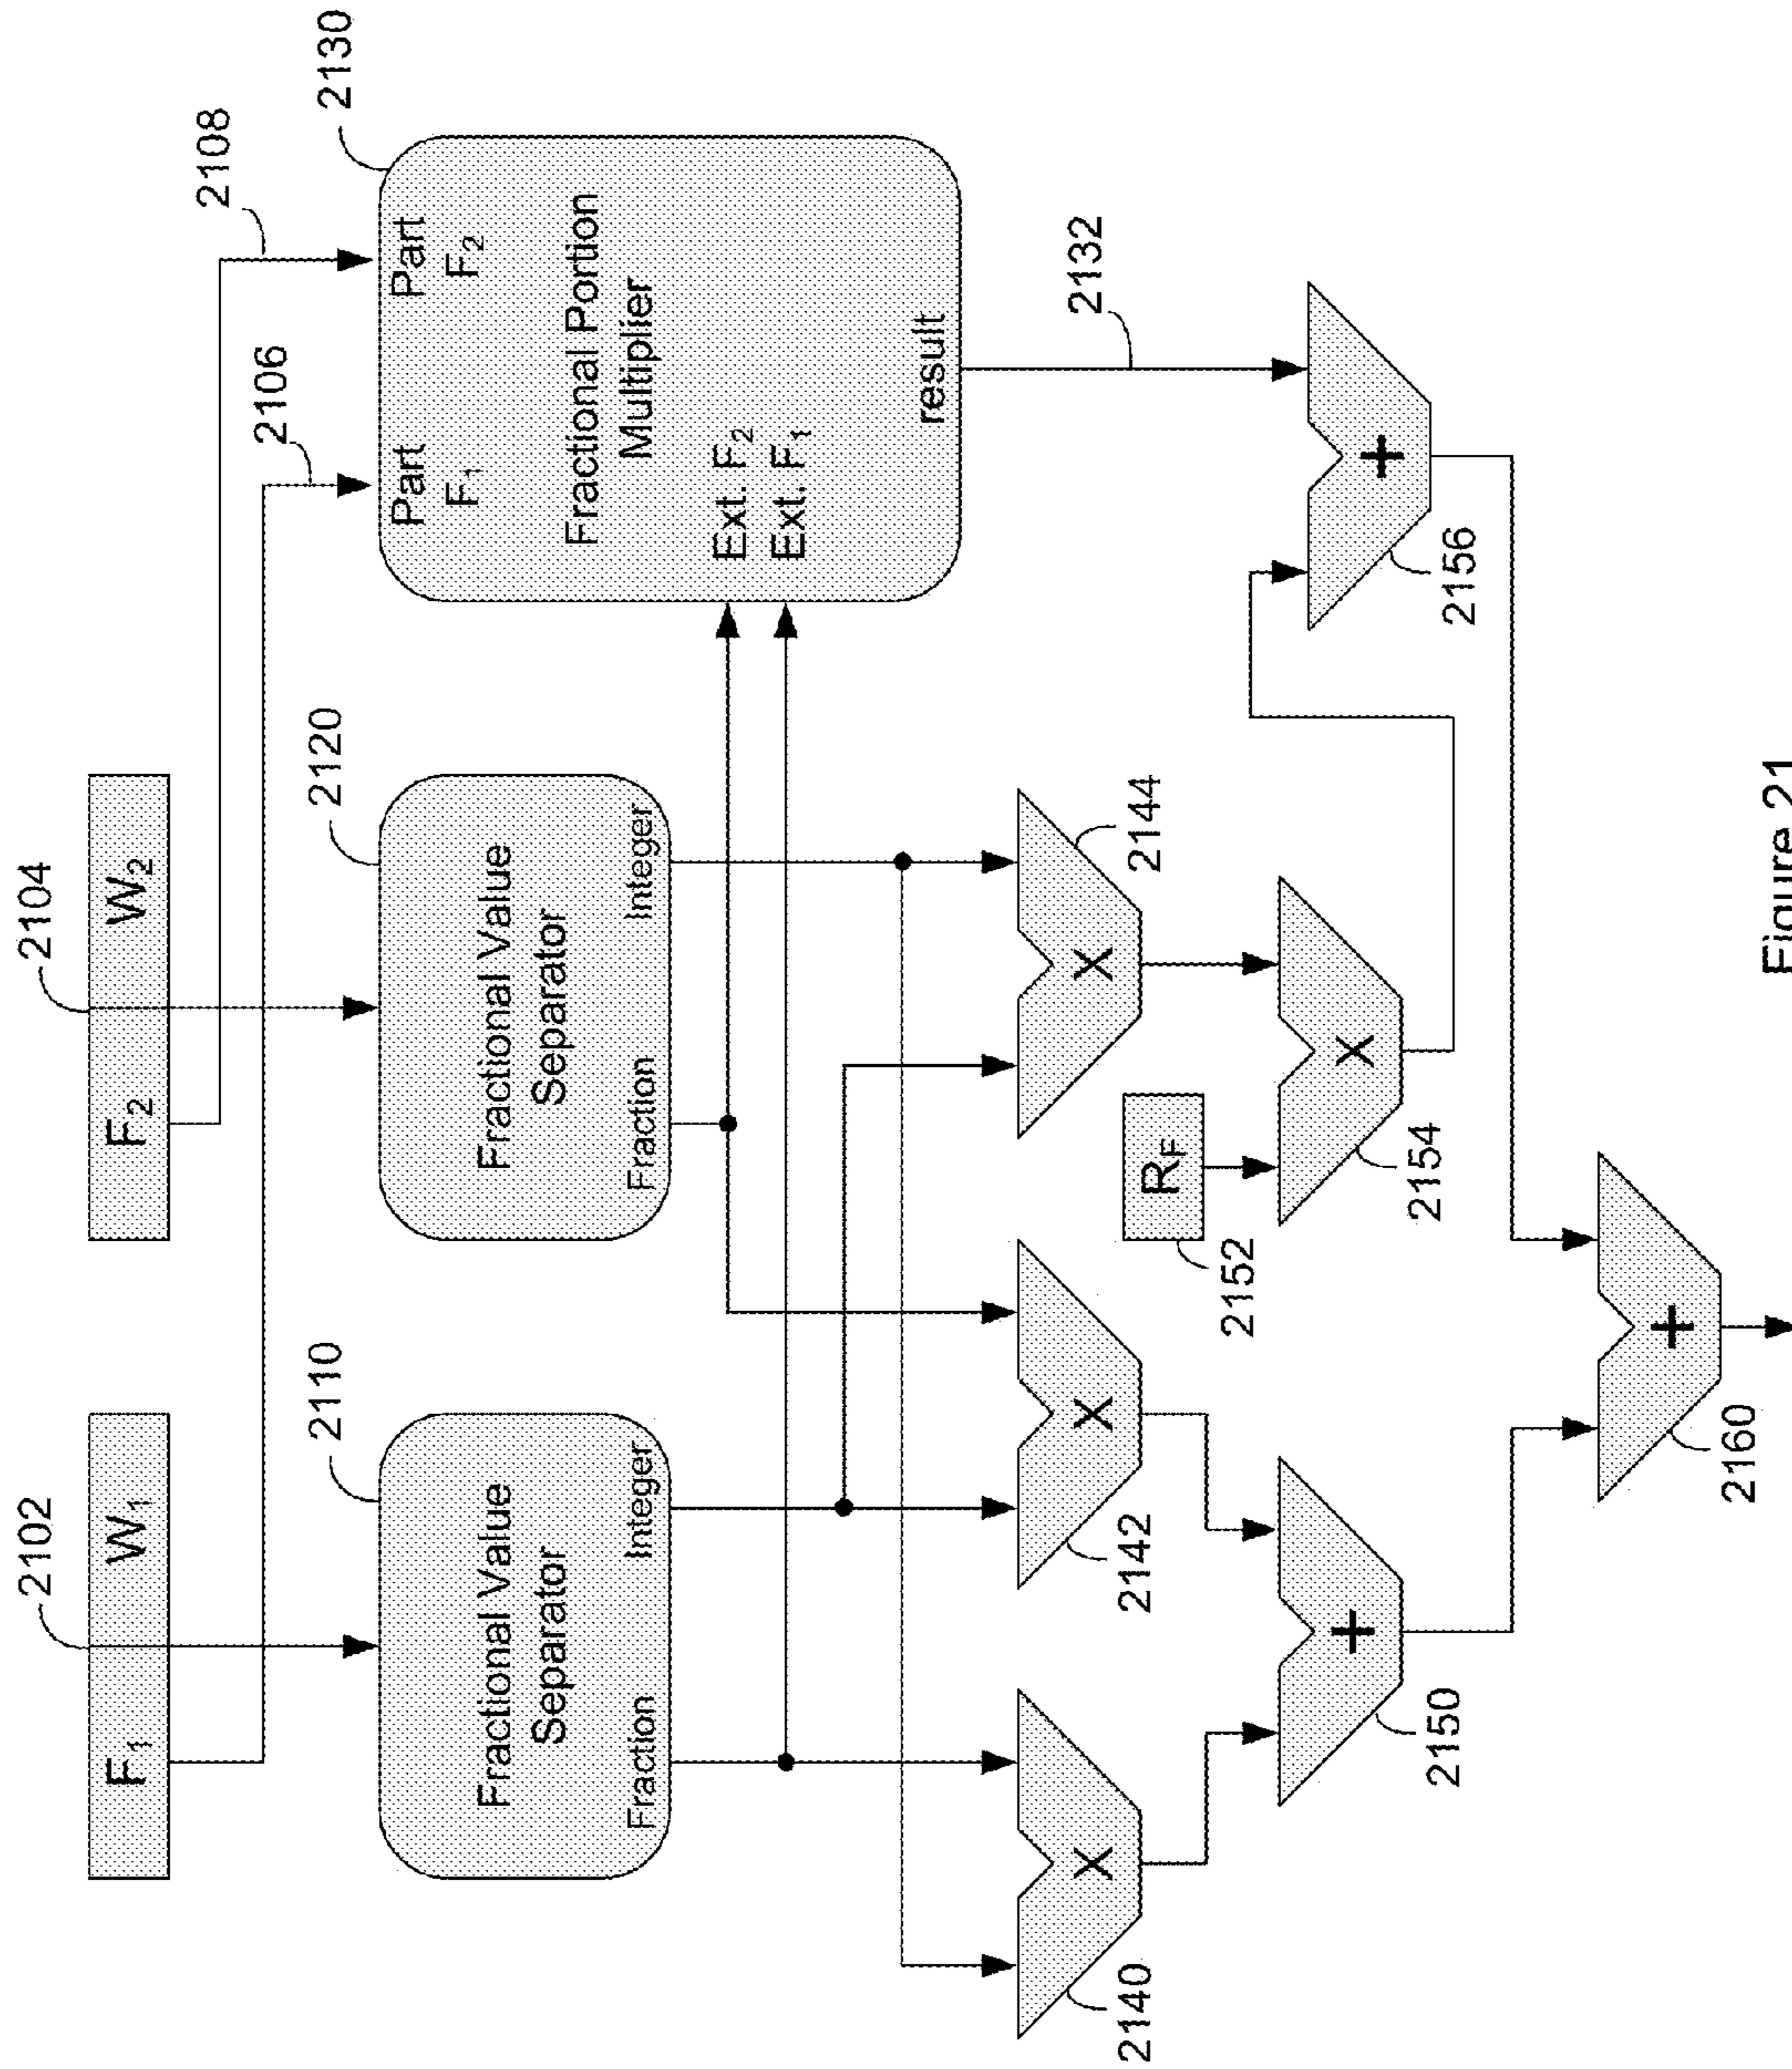 2102
2104
F1 W1
F2 W2
2106
2108
2110
2120
2130
Fractional Value
Separator
Fraction
Integer
Fractional Value
Separator
Fraction
Integer
Part
F1
Part
F2
Fractional Portion
Multiplier
Ext. F2
Ext. F1
result
2132
X
2140
X
2142
X
2144
RF
2152
X
2154
+
2150
+
2156
+
2160
Figure 21